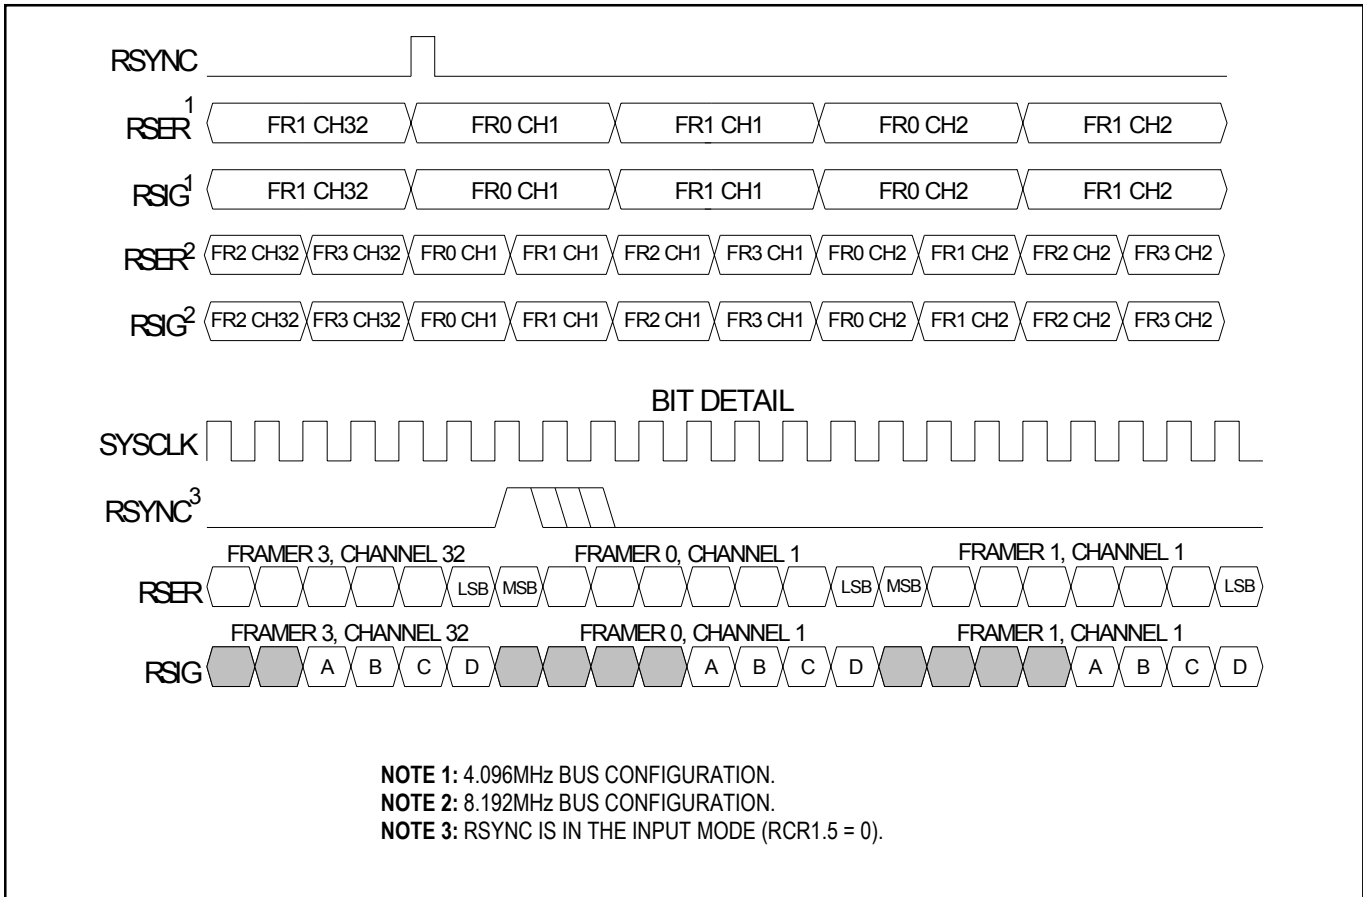 RSYNC
RSER1 FR1 CH32 FR0 CH1 FR1 CH1 FR0 CH2 FR1 CH2
RSIG1 FR1 CH32 FR0 CH1 FR1 CH1 FR0 CH2 FR1 CH2
RSER2 FR2 CH32 FR3 CH32 FR0 CH1 FR1 CH1 FR2 CH1 FR3 CH1 FR0 CH2 FR1 CH2 FR2 CH2 FR3 CH2
RSIG2 FR2 CH32 FR3 CH32 FR0 CH1 FR1 CH1 FR2 CH1 FR3 CH1 FR0 CH2 FR1 CH2 FR2 CH2 FR3 CH2
BIT DETAIL
SYSCLK
RSYNC3
FRAMER 3, CHANNEL 32 FRAMER 0, CHANNEL 1 FRAMER 1, CHANNEL 1
RSER LSB MSB LSB MSB LSB
FRAMER 3, CHANNEL 32 FRAMER 0, CHANNEL 1 FRAMER 1, CHANNEL 1
RSIG A B C D A B C D A B C D
NOTE 1: 4.096MHz BUS CONFIGURATION.
NOTE 2: 8.192MHz BUS CONFIGURATION.
NOTE 3: RSYNC IS IN THE INPUT MODE (RCR1.5 = 0).